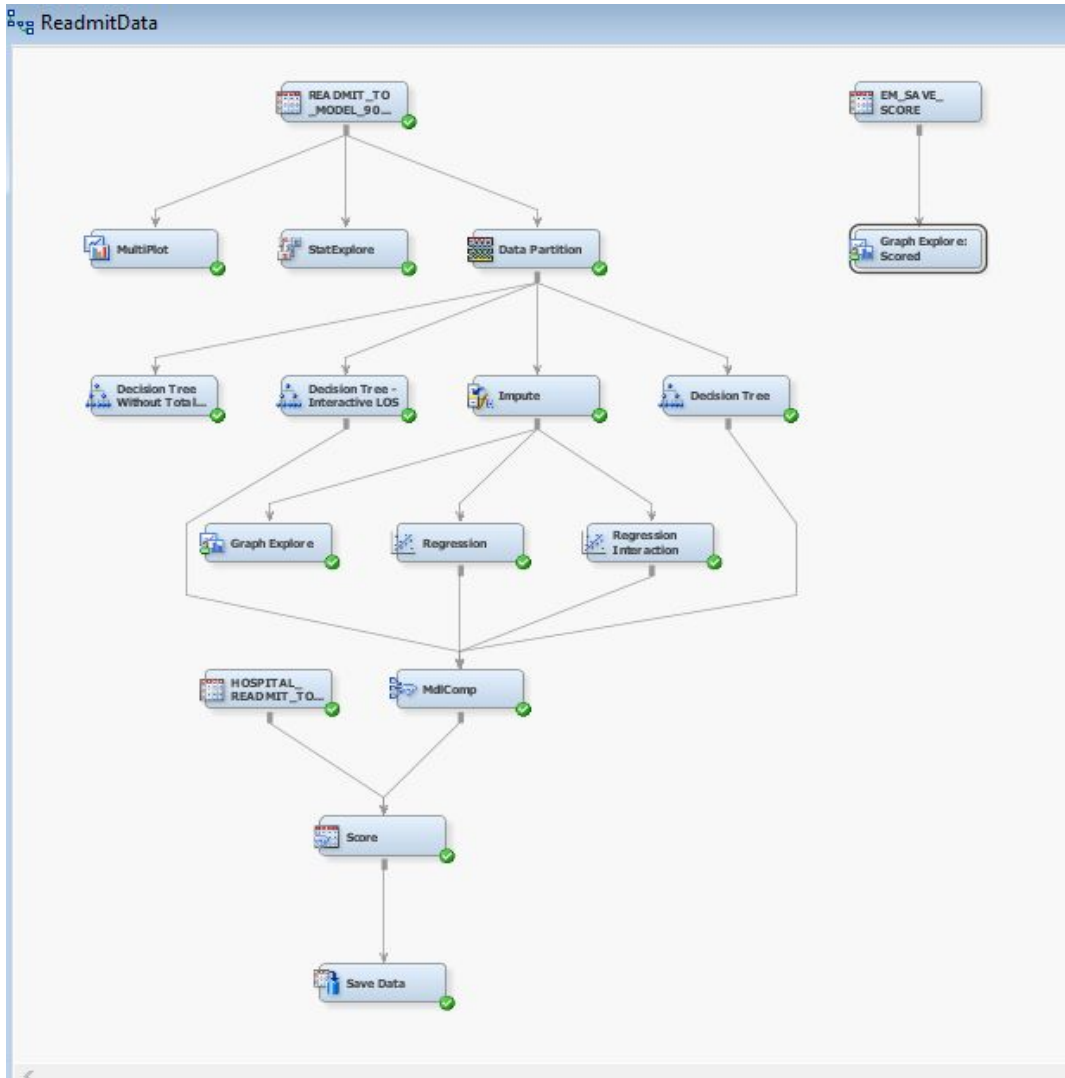 ReadmitData
READMIT_TO
_MODEL_90...
EM_SAVE_
SCORE
MultiPlot
StatExplore
Data Partition
Graph Explore:
Scored
Decision Tree
Without Total...
Decision Tree -
Interactive LOS
Impute
Decision Tree
Graph Explore
Regression
Regression
Interaction
HOSPITAL_
READMIT_TO...
MdlComp
Score
Save Data